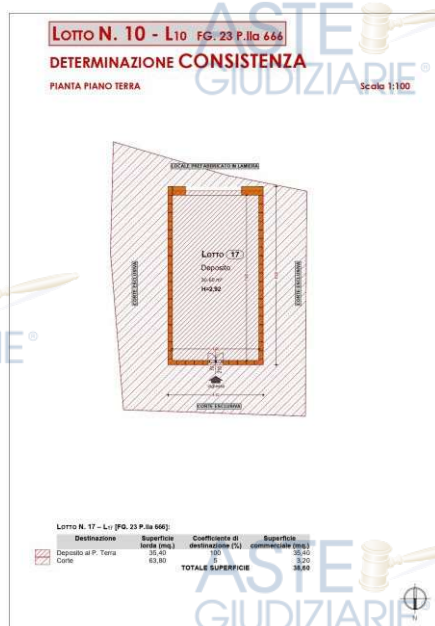 LOTTO N. 10 - L10 FG. 23 P.lla 666
DETERMINAZIONE CONSISTENZA
PIANTA PIANO TERRA Scala 1:100
ASTE
GIUDIZIARIE®
LOCALE PREFABBRICATO IN LAMIERA
CORTE ESCLUSIVA
LOTTO 17
Deposito
H=2,92
CORTE ESCLUSIVA
CORTE ESCLUSIVA
LOTTO N. 17 – L17 [FG. 23 P.lla 666]:
Destinazione Superficie lorda (mq.) Coefficiente di destinazione (%) Superficie commerciale (mq.)
Deposito al P. Terra 35,40 100 35,40
Corte 63,80 5 3,20
TOTALE SUPERFICIE 38,60
ASTE
GIUDIZIARIE®
N